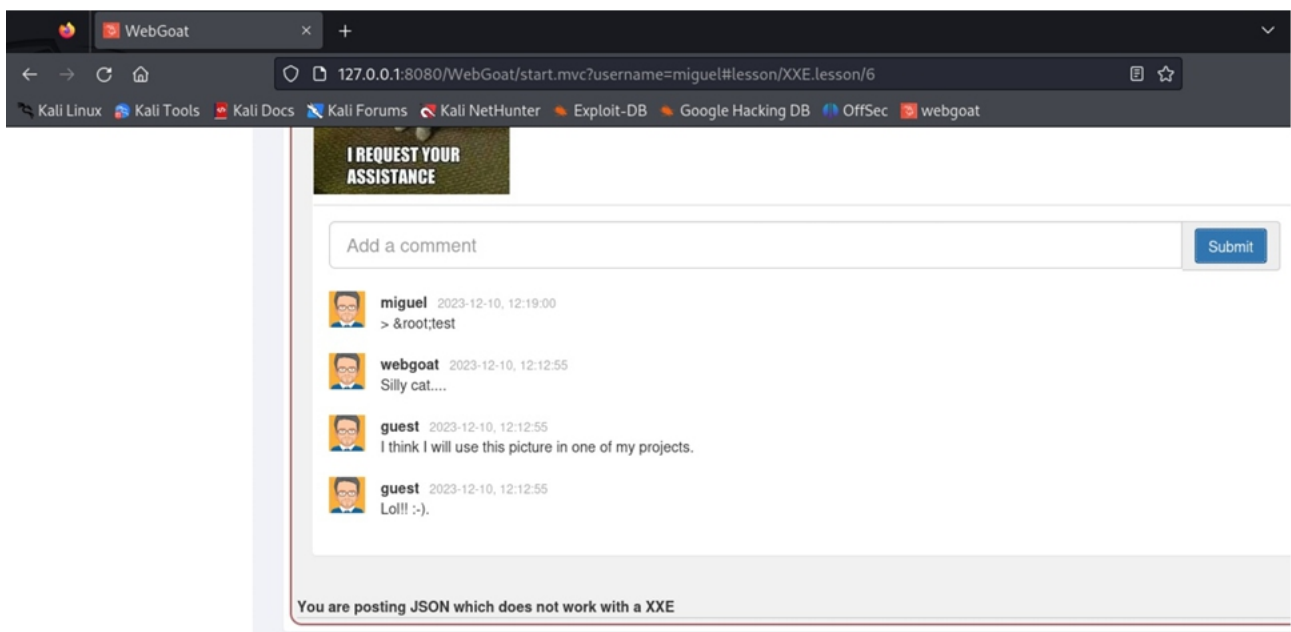 WebGoat
127.0.0.1:8080/WebGoat/start.mvc?username=miguel#lesson/XXE.lesson/6
Kali Linux Kali Tools Kali Docs Kali Forums Kali NetHunter Exploit-DB Google Hacking DB OffSec webgoat
I REQUEST YOUR
ASSISTANCE
Add a comment Submit
miguel 2023-12-10, 12:19:00
> &root;test
webgoat 2023-12-10, 12:12:55
Silly cat....
guest 2023-12-10, 12:12:55
I think I will use this picture in one of my projects.
guest 2023-12-10, 12:12:55
Lol!! :-).
You are posting JSON which does not work with a XXE